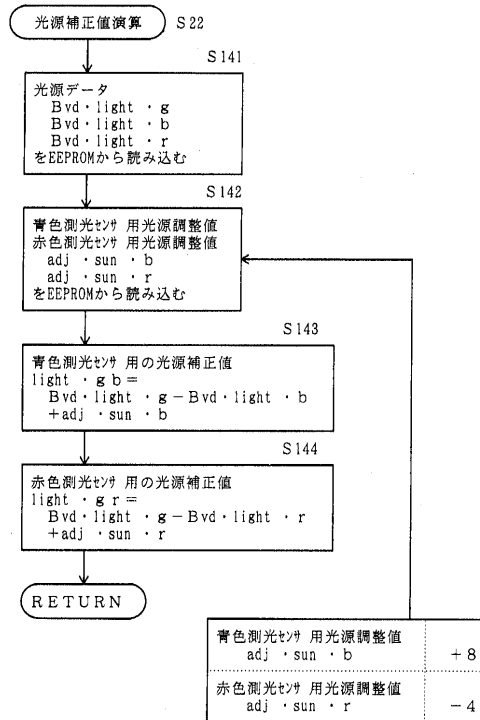 光源補正値演算 S22
S141
光源データ
Bvd・light・g
Bvd・light・b
Bvd・light・r
をEEPROMから読み込む
S142
青色測光センサ 用光源調整値
赤色測光センサ 用光源調整値
adj・sun・b
adj・sun・r
をEEPROMから読み込む
S143
青色測光センサ 用の光源補正値
light・gb=
Bvd・light・g-Bvd・light・b
+adj・sun・b
S144
赤色測光センサ 用の光源補正値
light・gr=
Bvd・light・g-Bvd・light・r
+adj・sun・r
RETURN
青色測光センサ 用光源調整値
adj・sun・b +8
赤色測光センサ 用光源調整値
adj・sun・r -4